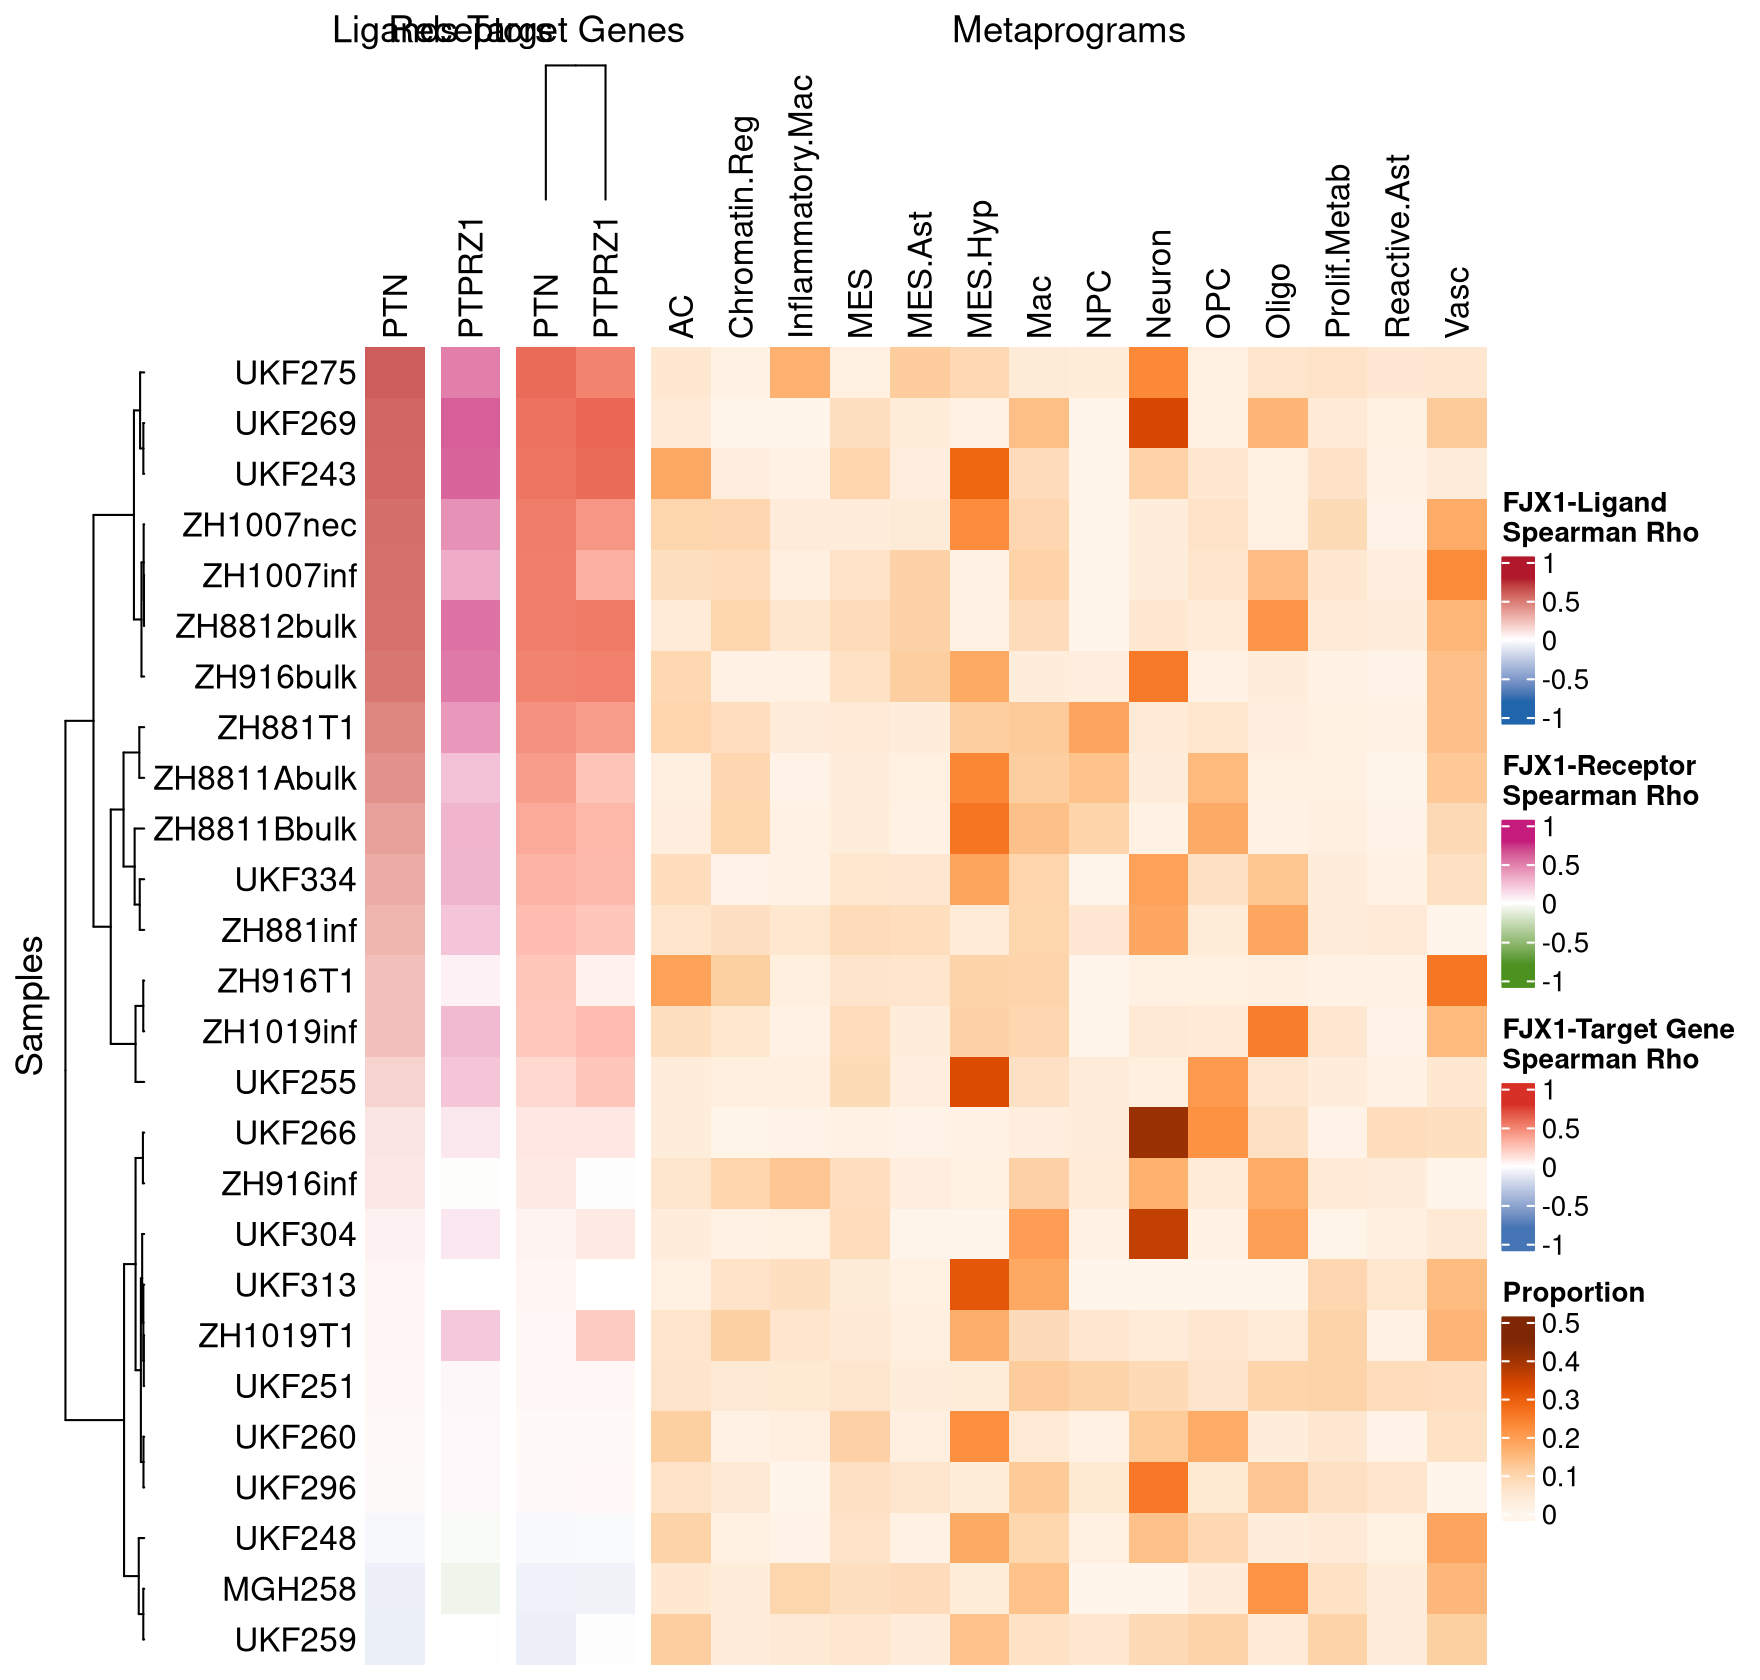 Ligands Receptors Target Genes Metaprograms
PTN PTPRZ1 PTN PTPRZ1 AC Chromatin.Reg Inflammatory.Mac MES MES.Ast MES.Hyp Mac NPC Neuron OPC Oligo Prolif.Metab Reactive.Ast Vasc
Samples
UKF275
UKF269
UKF243
ZH1007nec
ZH1007inf
ZH8812bulk
ZH916bulk
ZH881T1
ZH8811Abulk
ZH8811Bbulk
UKF334
ZH881inf
ZH916T1
ZH1019inf
UKF255
UKF266
ZH916inf
UKF304
UKF313
ZH1019T1
UKF251
UKF260
UKF296
UKF248
MGH258
UKF259
FJX1-Ligand
Spearman Rho
1
0.5
0
-0.5
-1
FJX1-Receptor
Spearman Rho
1
0.5
0
-0.5
-1
FJX1-Target Gene
Spearman Rho
1
0.5
0
-0.5
-1
Proportion
0.5
0.4
0.3
0.2
0.1
0